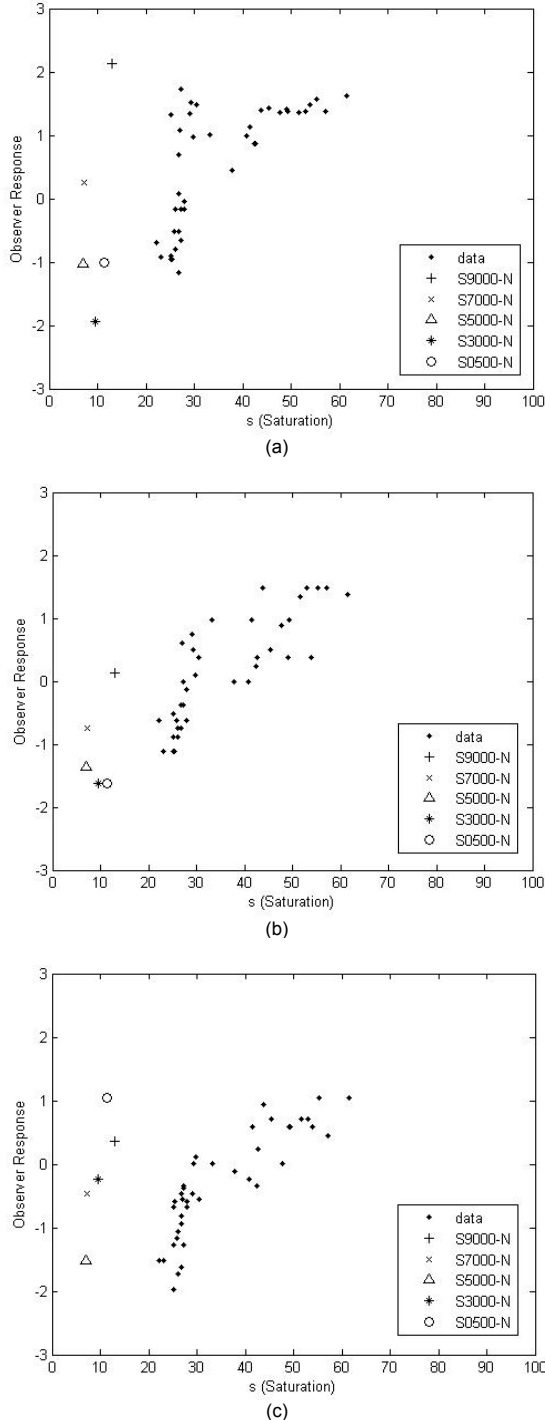 3
2
1
0
-1
-2
-3
Observer Response
0 10 20 30 40 50 60 70 80 90 100
s (Saturation)
data
S9000-N
S7000-N
S5000-N
S3000-N
S0500-N
(a)
3
2
1
0
-1
-2
-3
Observer Response
0 10 20 30 40 50 60 70 80 90 100
s (Saturation)
data
S9000-N
S7000-N
S5000-N
S3000-N
S0500-N
(b)
3
2
1
0
-1
-2
-3
Observer Response
0 10 20 30 40 50 60 70 80 90 100
s (Saturation)
data
S9000-N
S7000-N
S5000-N
S3000-N
S0500-N
(c)